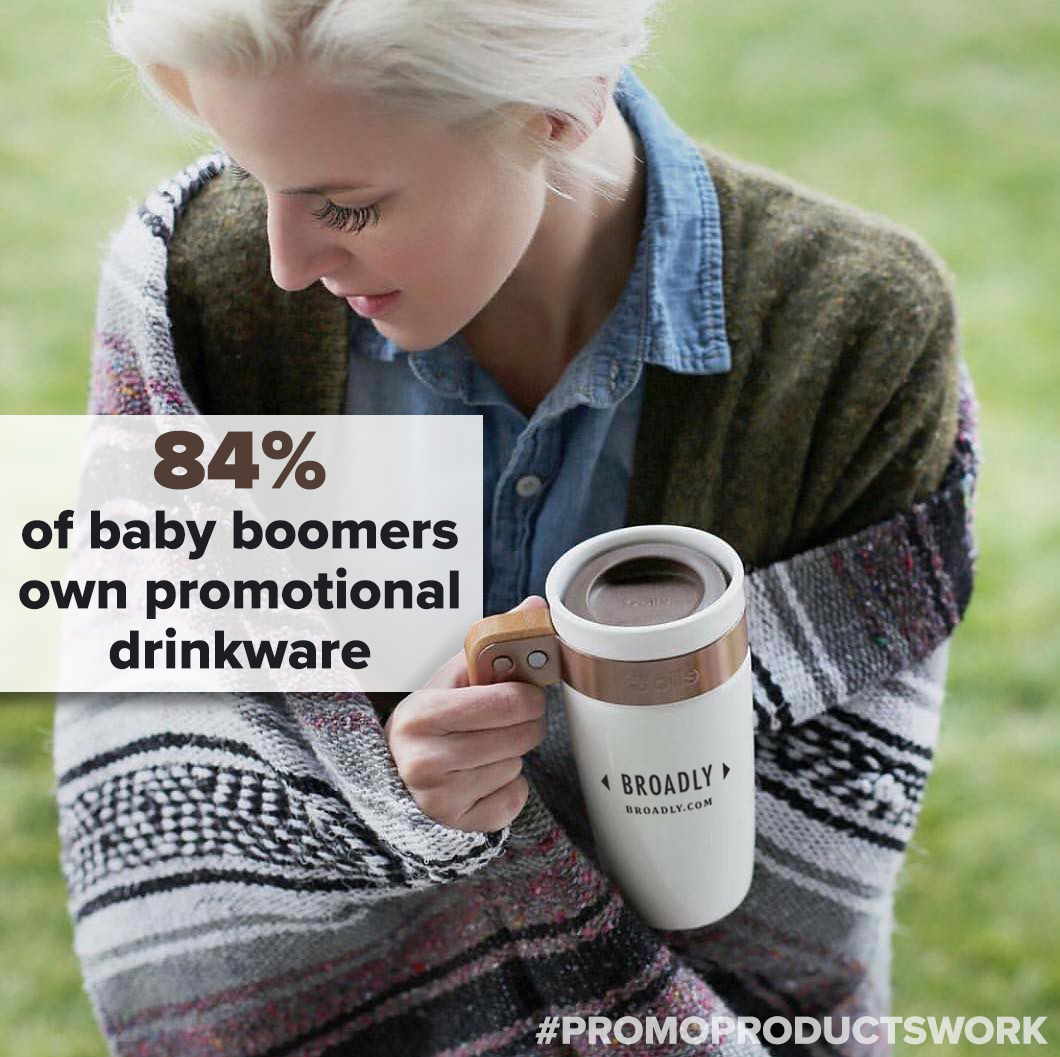 84%
of baby boomers
own promotional
drinkware
BROADLY
BROADLY.COM
#PROMOPRODUCTSWORK